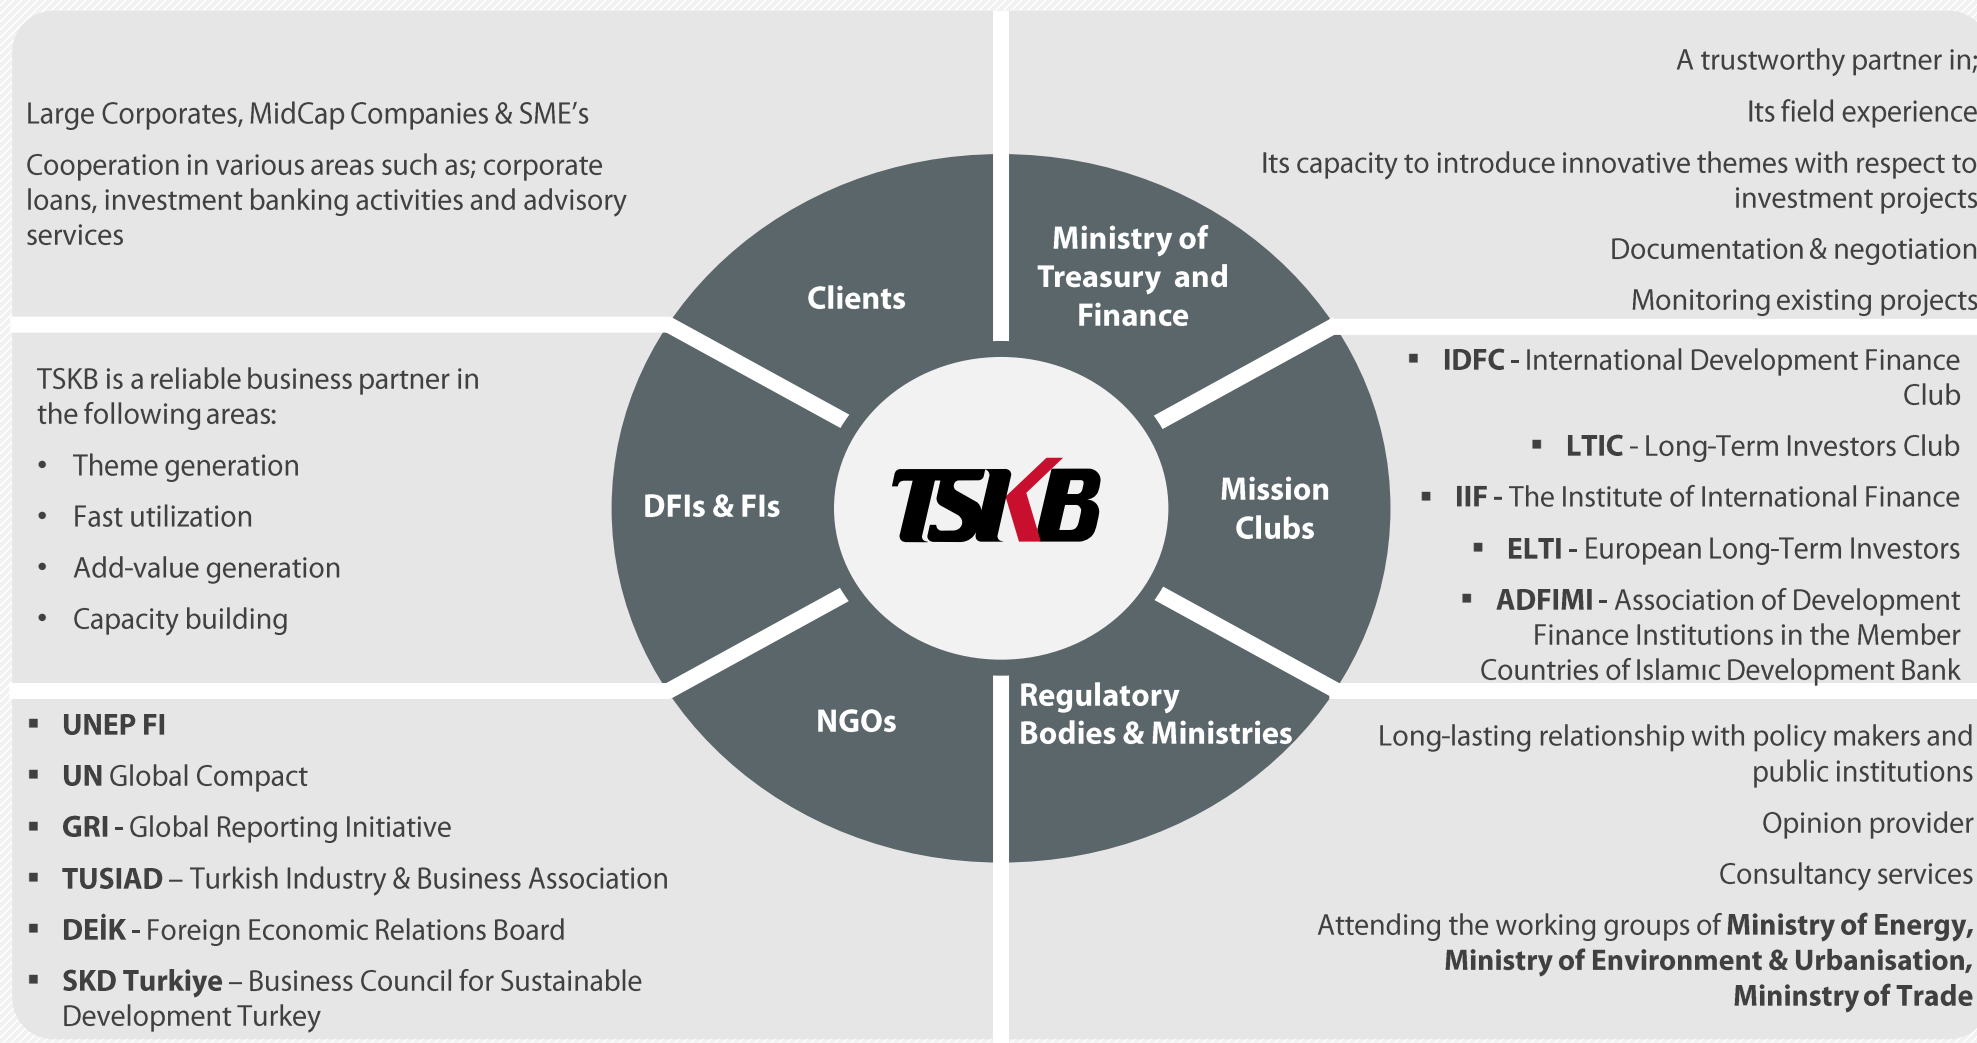 Large Corporates, MidCap Companies & SME's
Cooperation in various areas such as; corporate
loans, investment banking activities and advisory
services
A trustworthy partner in;
Its field experience
Its capacity to introduce innovative themes with respect to
investment projects
Documentation & negotiation
Monitoring existing projects
Clients
Ministry of
Treasury and
Finance
TSKB is a reliable business partner in
the following areas:
• Theme generation
• Fast utilization
• Add-value generation
• Capacity building
DFIs & FIs
TSKB
Mission
Clubs
▪ IDFC - International Development Finance
Club
▪ LTIC - Long-Term Investors Club
▪ IIF - The Institute of International Finance
▪ ELTI - European Long-Term Investors
▪ ADFIMI - Association of Development
Finance Institutions in the Member
Countries of Islamıc Development Bank
NGOs
Regulatory
Bodies & Ministries
▪ UNEP FI
▪ UN Global Compact
▪ GRI - Global Reporting Initiative
▪ TUSIAD – Turkish Industry & Business Association
▪ DEİK - Foreign Economic Relations Board
▪ SKD Turkiye – Business Council for Sustainable
Development Turkey
Long-lasting relationship with policy makers and
public institutions
Opinion provider
Consultancy services
Attending the working groups of Ministry of Energy,
Ministry of Environment & Urbanisation,
Mininstry of Trade